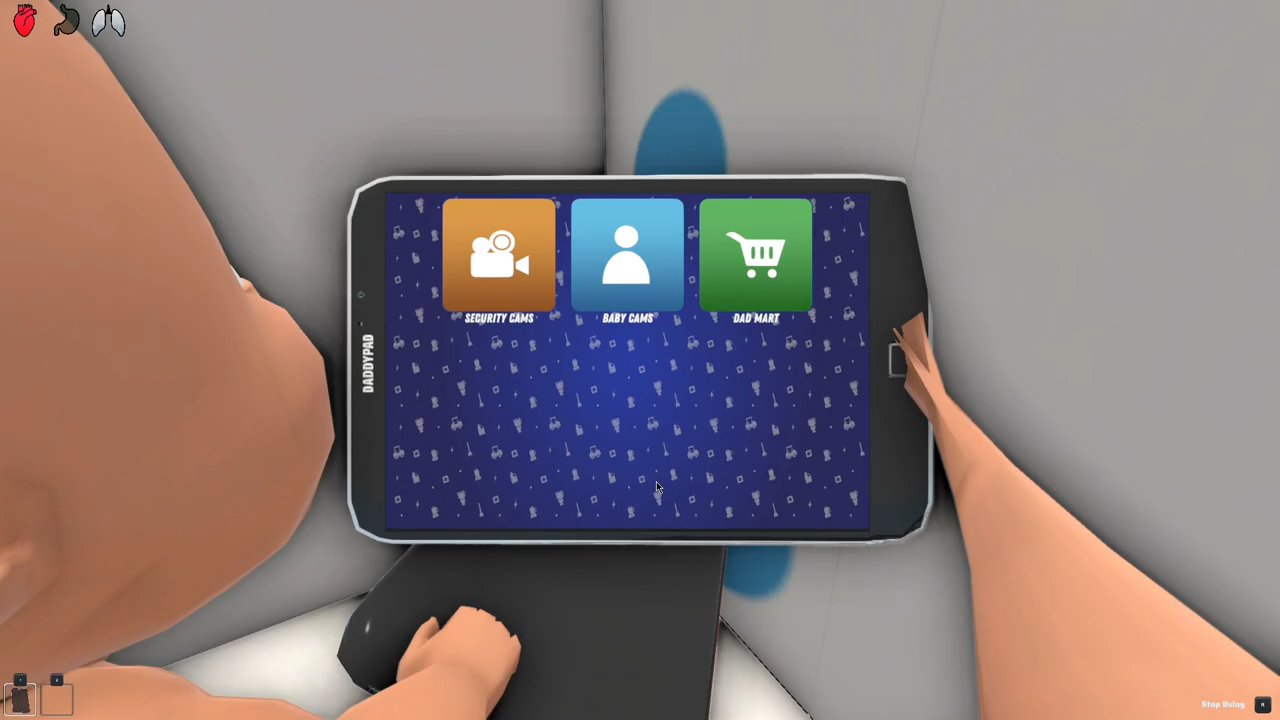 SECURITY CAMS
BABY CAMS
DAD MART
DADDYPAD
Stop Using